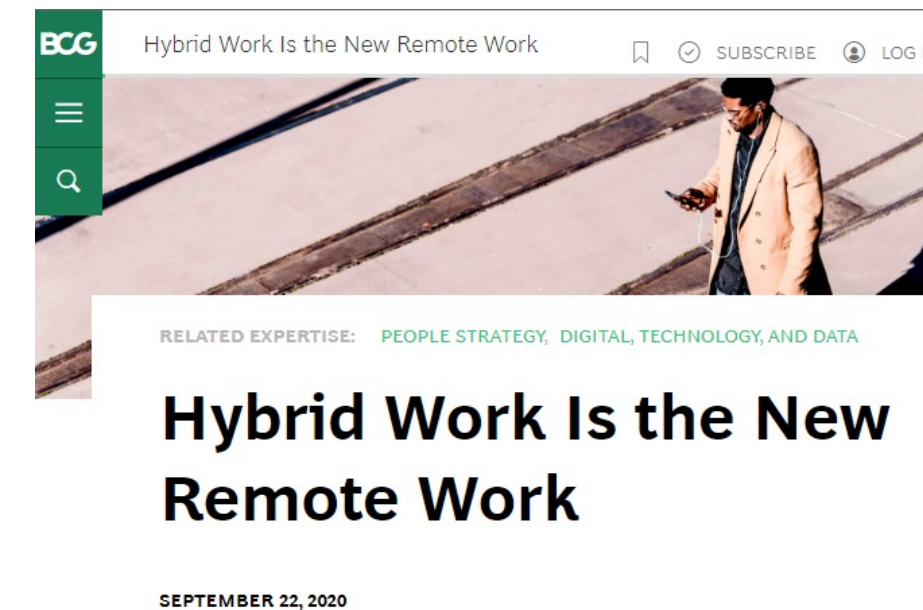 BCG
Hybrid Work Is the New Remote Work
SUBSCRIBE
LOG
RELATED EXPERTISE: PEOPLE STRATEGY, DIGITAL, TECHNOLOGY, AND DATA
Hybrid Work Is the New
Remote Work
SEPTEMBER 22, 2020